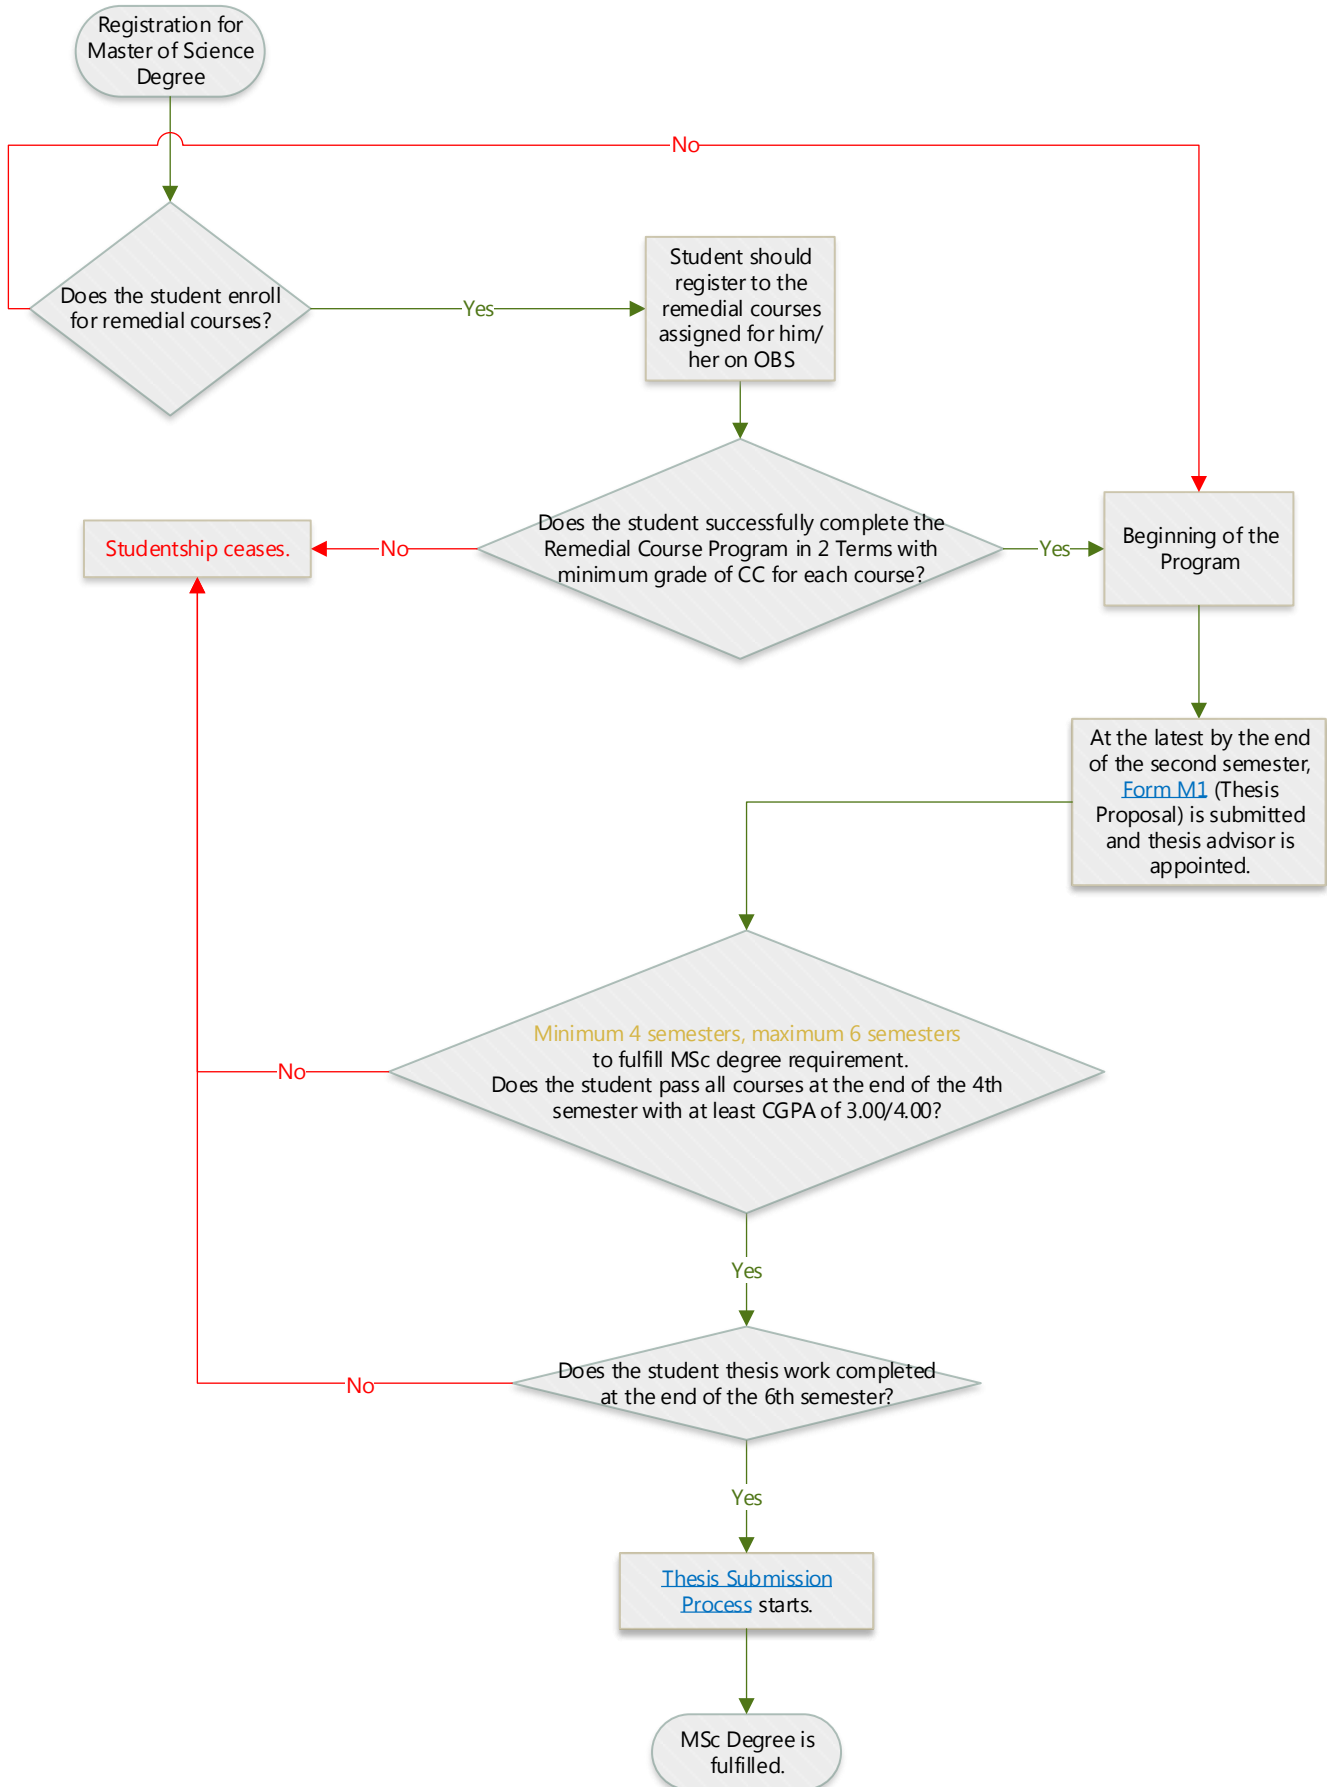 Registration for
Master of Science
Degree
No
Does the student enroll
for remedial courses?
Yes
Student should
register to the
remedial courses
assigned for him/
her on OBS
Studentship ceases.
No
Does the student successfully complete the
Remedial Course Program in 2 Terms with
minimum grade of CC for each course?
Yes
Beginning of the
Program
At the latest by the end
of the second semester,
Form M1 (Thesis
Proposal) is submitted
and thesis advisor is
appointed.
Minimum 4 semesters, maximum 6 semesters
to fulfill MSc degree requirement.
Does the student pass all courses at the end of the 4th
semester with at least CGPA of 3.00/4.00?
No
Yes
Does the student thesis work completed
at the end of the 6th semester?
No
Yes
Thesis Submission
Process starts.
MSc Degree is
fulfilled.